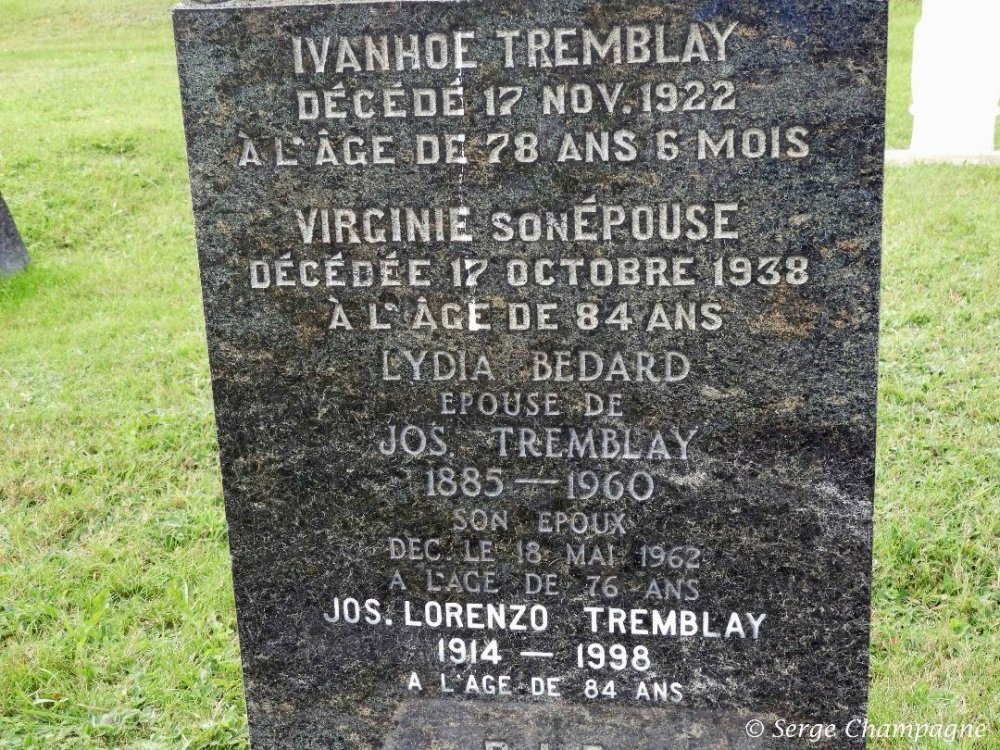 IVANHOE TREMBLAY
DÉCÉDÉ 17 NOV. 1922
À L'ÂGE DE 78 ANS 6 MOIS
VIRGINIE SON ÉPOUSE
DÉCÉDÉE 17 OCTOBRE 1938
À L'ÂGE DE 84 ANS
LYDIA BEDARD
EPOUSE DE
JOS. TREMBLAY
1885 — 1960
SON EPOUX
DEC. LE 18 MAI 1962
A L'AGE DE 76 ANS
JOS. LORENZO TREMBLAY
1914 — 1998
A L'AGE DE 84 ANS
© Serge Champagne